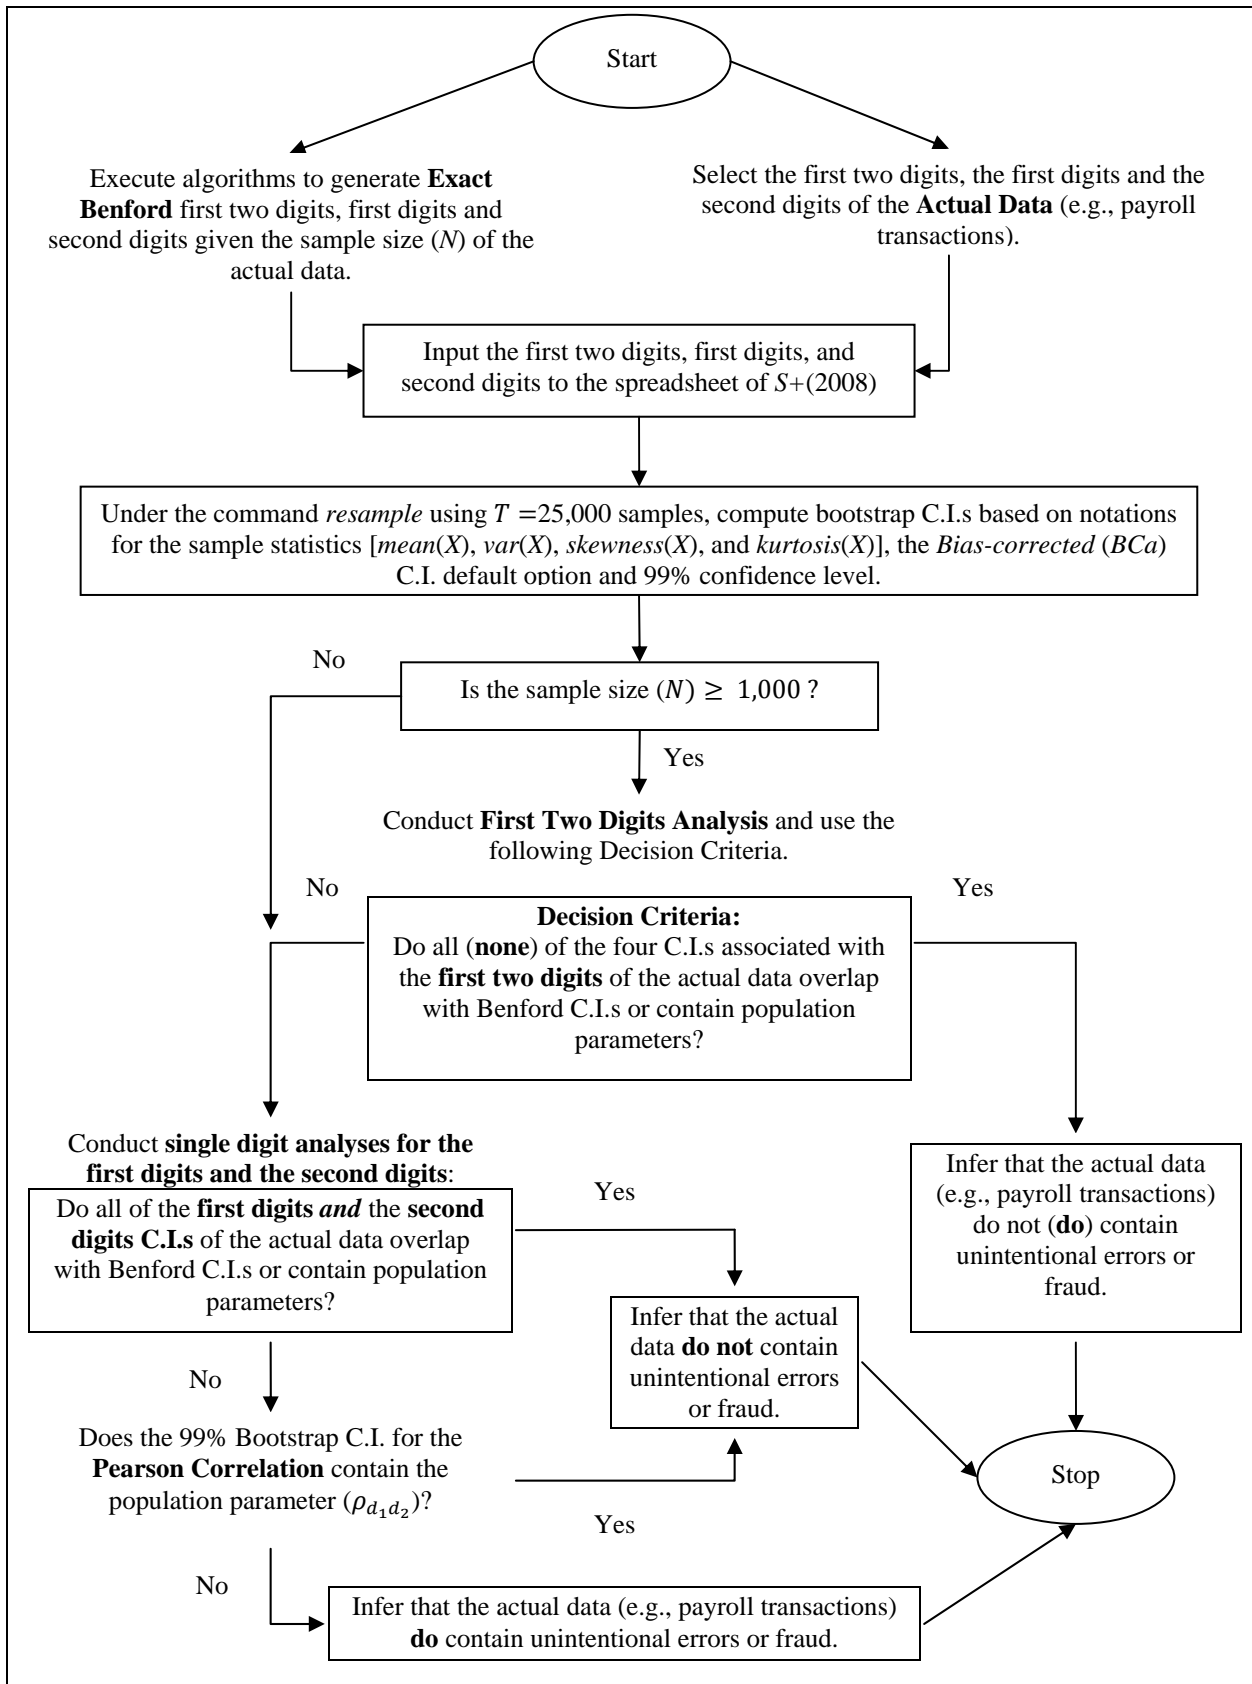 Start
Execute algorithms to generate Exact
Benford first two digits, first digits and
second digits given the sample size (N) of the
actual data.
Select the first two digits, the first digits and the
second digits of the Actual Data (e.g., payroll
transactions).
Input the first two digits, first digits, and
second digits to the spreadsheet of S+(2008)
Under the command resample using T =25,000 samples, compute bootstrap C.I.s based on notations
for the sample statistics [mean(X), var(X), skewness(X), and kurtosis(X)], the Bias-corrected (BCa)
C.I. default option and 99% confidence level.
No
Is the sample size (N) ≥ 1,000 ?
Yes
Conduct First Two Digits Analysis and use the
following Decision Criteria.
No
Yes
Decision Criteria:
Do all (none) of the four C.I.s associated with
the first two digits of the actual data overlap
with Benford C.I.s or contain population
parameters?
Conduct single digit analyses for the
first digits and the second digits:
Do all of the first digits and the second
digits C.I.s of the actual data overlap
with Benford C.I.s or contain population
parameters?
Yes
Infer that the actual data
(e.g., payroll transactions)
do not (do) contain
unintentional errors or
fraud.
Infer that the actual
data do not contain
unintentional errors
or fraud.
No
Does the 99% Bootstrap C.I. for the
Pearson Correlation contain the
population parameter (ρd1d2)?
Yes
Stop
No
Infer that the actual data (e.g., payroll transactions)
do contain unintentional errors or fraud.